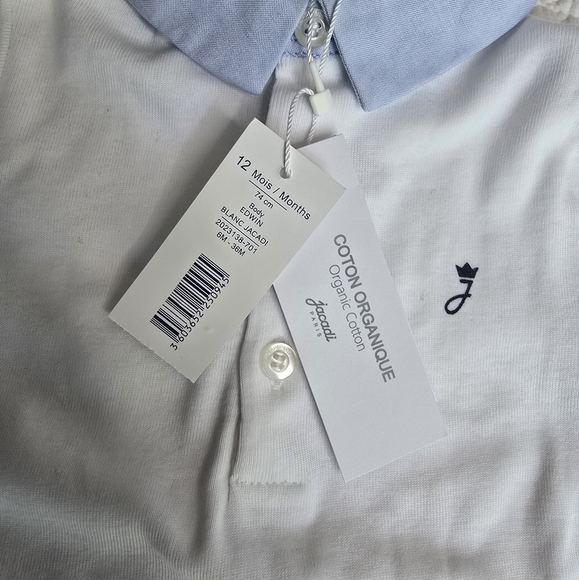 12 Mois / Months
74 cm
Body
EDWIN
BLANC JACADI
2023138-701
6M - 36M
COTON ORGANIQUE
Organic Cotton
Jacadi
PARIS
J